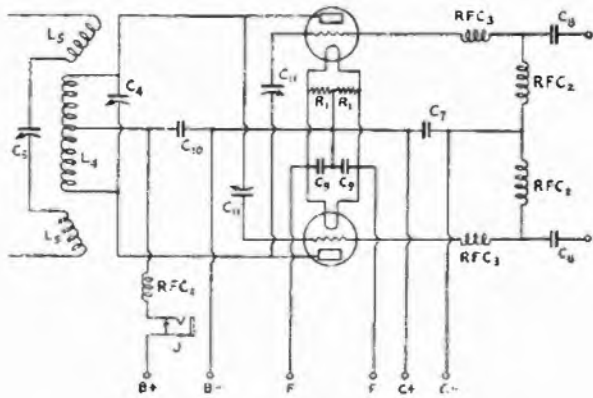 L5
RFC3
C8
C4
C11
RFC2
R1 R1
C5
L4
C10
C7
C9 C9
C11
RFC2
L5
RFC3
C8
RFC1
J
B+ B- F F C+ C-